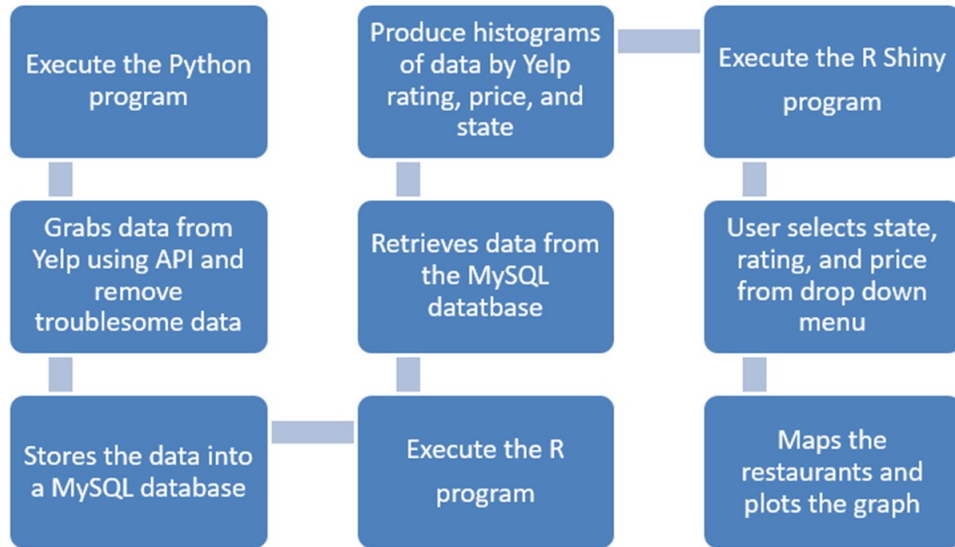 Execute the Python
program
Grabs data from
Yelp using API and
remove
troublesome data
Stores the data into
a MySQL database
Execute the R
program
Retrieves data from
the MySQL
datatbase
Produce histograms
of data by Yelp
rating, price, and
state
Execute the R Shiny
program
User selects state,
rating, and price
from drop down
menu
Maps the
restaurants and
plots the graph